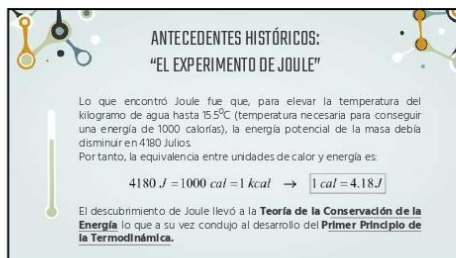 ANTECEDENTES HISTÓRICOS:
“EL EXPERIMENTO DE JOULE”
Lo que encontró Joule fue que, para elevar la temperatura del
kilogramo de agua hasta 15.5ºC (temperatura necesaria para conseguir
una energía de 1000 calorías), la energía potencial de la masa debía
disminuir en 4180 Julios.
Por tanto, la equivalencia entre unidades de calor y energía es:
4180 J = 1000 cal = 1 kcal → 1 cal = 4.18J
El descubrimiento de Joule llevó a la Teoría de la Conservación de la
Energía lo que a su vez condujo al desarrollo del Primer Principio de
la Termodinámica.